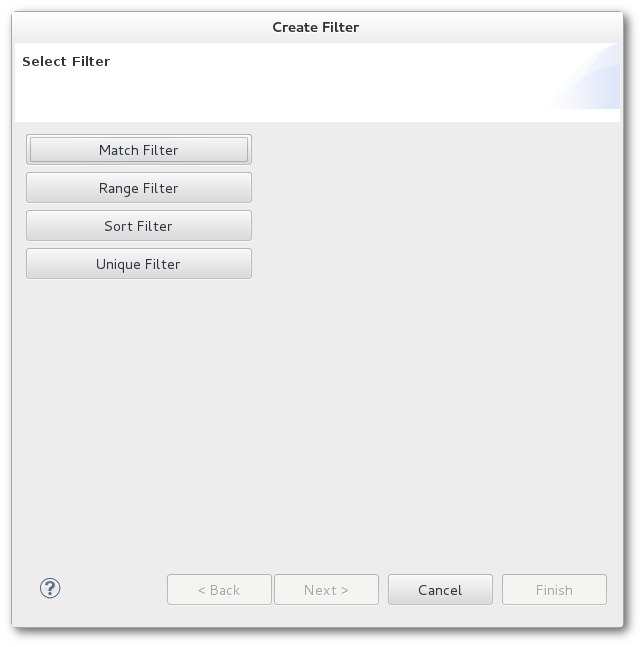 Create Filter
Select Filter
Match Filter
Range Filter
Sort Filter
Unique Filter
?
< Back Next > Cancel Finish